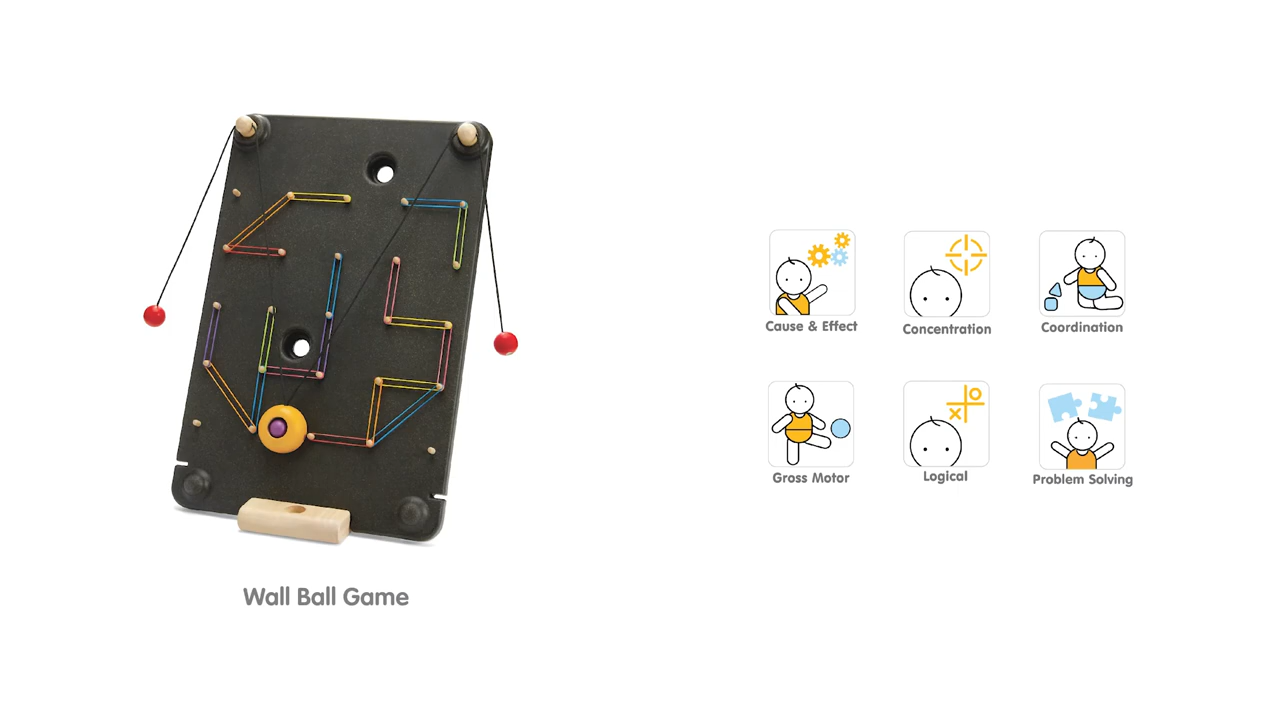 Cause & Effect
Concentration
Coordination
Gross Motor
Logical
Problem Solving
Wall Ball Game